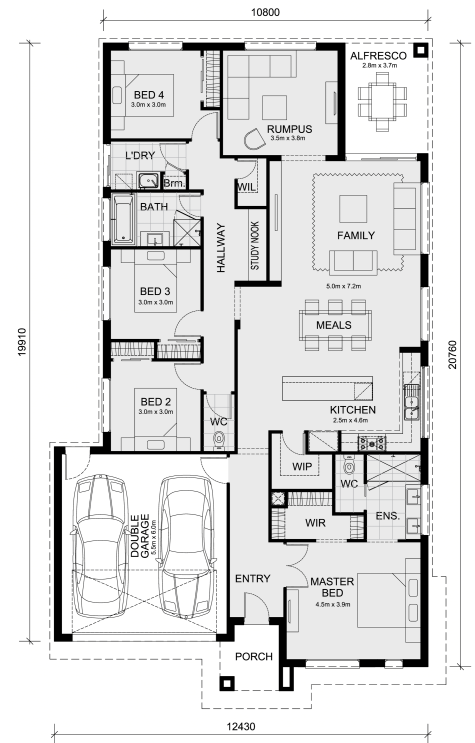 10800
ALFRESCO
2.8m x 3.7m
BED 4
3.0m x 3.0m
RUMPUS
3.5m x 3.8m
L'DRY
Brm.
WIL
BATH
HALLWAY
STUDY NOOK
FAMILY
5.0m x 7.2m
BED 3
3.0m x 3.0m
MEALS
19910
20760
BED 2
3.0m x 3.0m
KITCHEN
2.5m x 4.6m
WC
WIP
WC
DOUBLE
GARAGE
5.5m x 6.0m
WIR
ENS.
ENTRY
MASTER
BED
4.5m x 3.9m
PORCH
12430